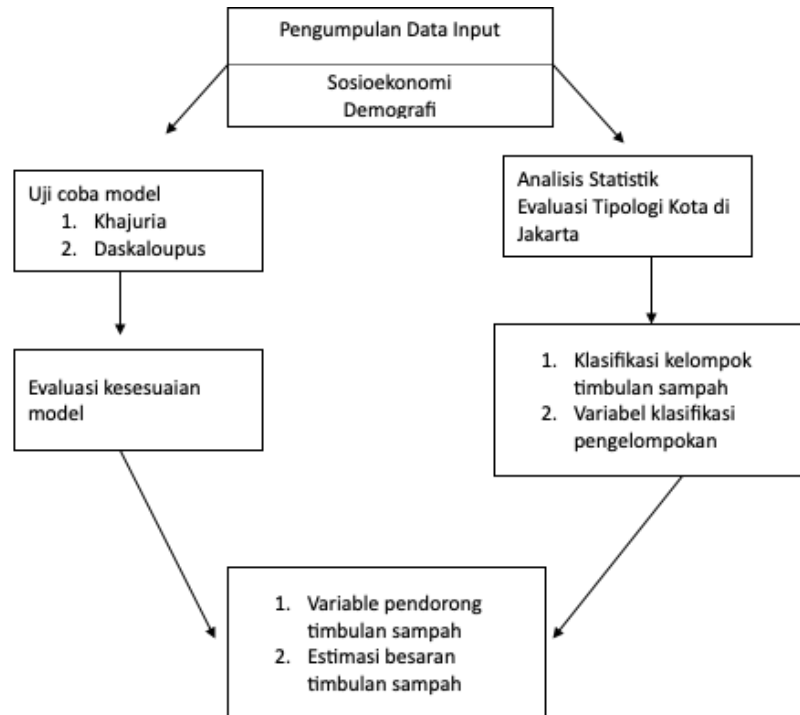 Pengumpulan Data Input
Sosioekonomi
Demografi
Uji coba model
1. Khajuria
2. Daskaloupus
Analisis Statistik
Evaluasi Tipologi Kota di
Jakarta
Evaluasi kesesuaian
model
1. Klasifikasi kelompok
timbulan sampah
2. Variabel klasifikasi
pengelompokan
1. Variable pendorong
timbulan sampah
2. Estimasi besaran
timbulan sampah